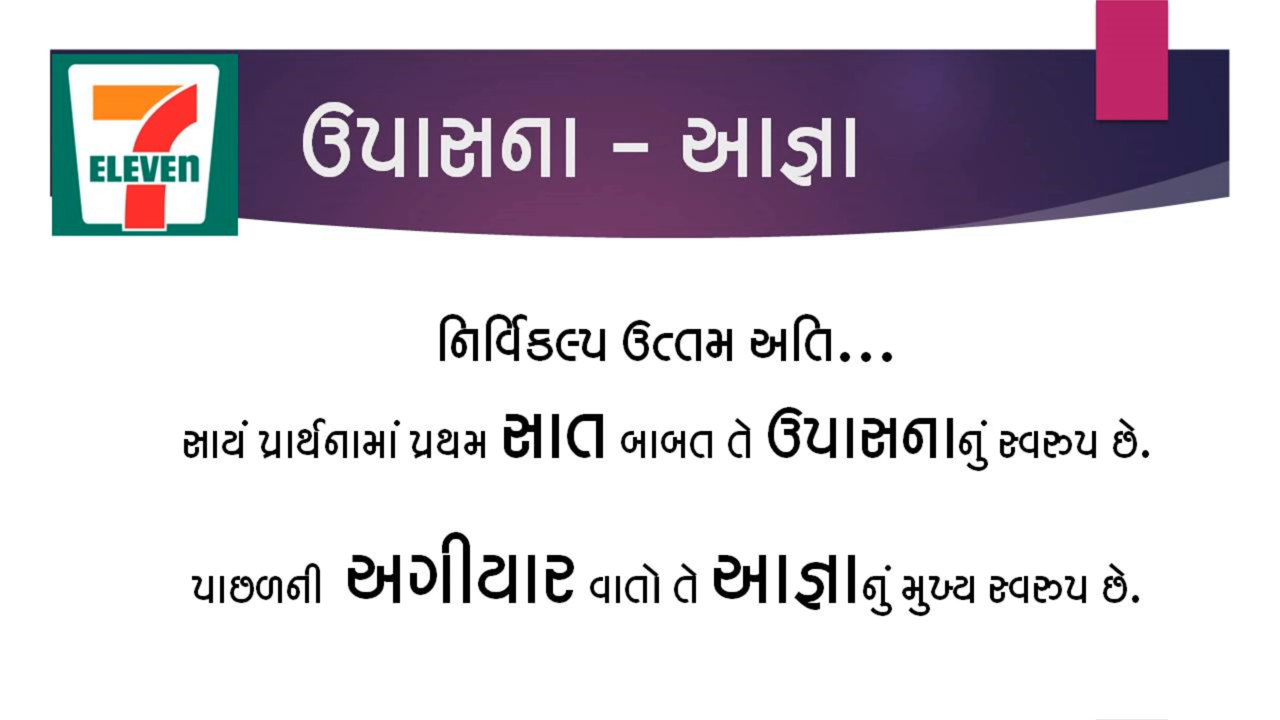 7
ELEVEN
ઉપાસના – આજ્ઞા
નિર્વિકલ્પ ઉત્તમ અતિ...
સાયં પ્રાર્થનામાં પ્રથમ સાત બાબત તે ઉપાસનાનું સ્વરુપ છે.
પાછળની અગીયાર વાતો તે આજ્ઞાનું મુખ્ય સ્વરુપ છે.